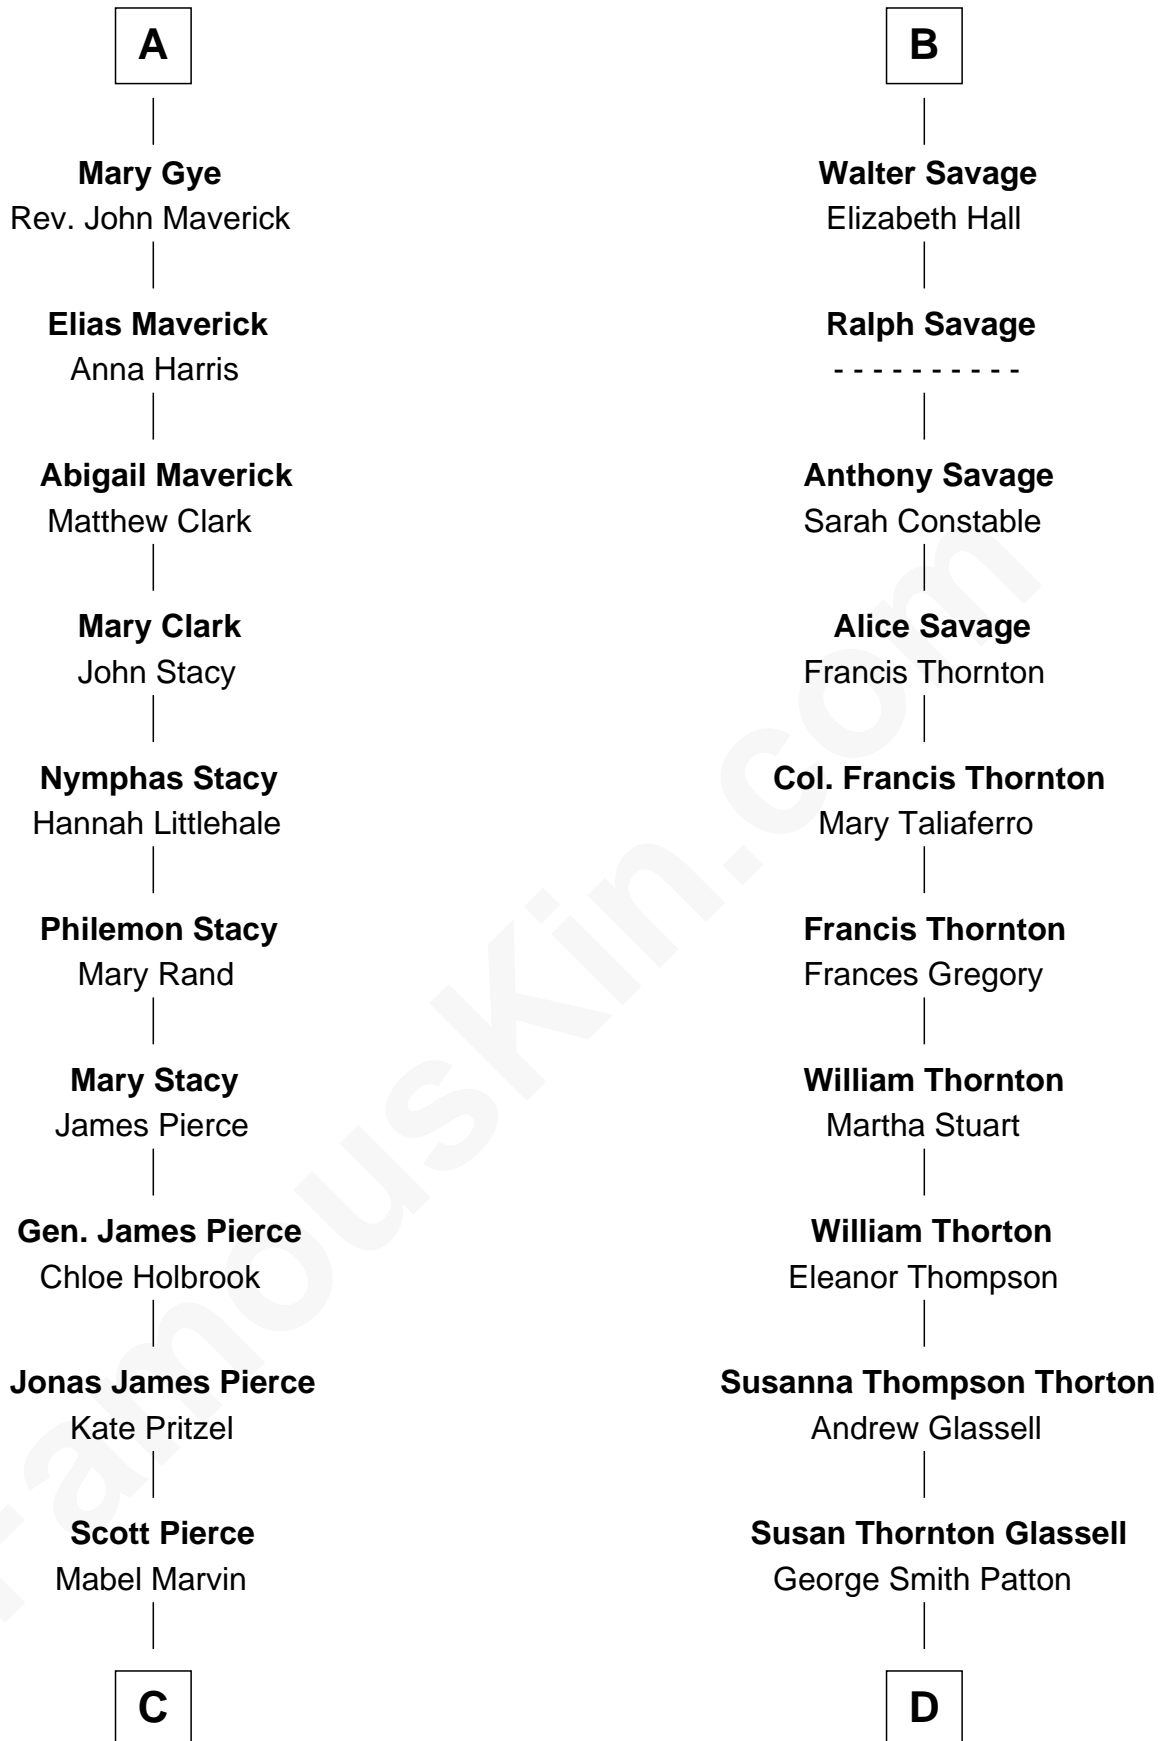 A
Mary Gye
Rev. John Maverick
Elias Maverick
Anna Harris
Abigail Maverick
Matthew Clark
Mary Clark
John Stacy
Nymphas Stacy
Hannah Littlehale
Philemon Stacy
Mary Rand
Mary Stacy
James Pierce
Gen. James Pierce
Chloe Holbrook
Jonas James Pierce
Kate Pritzel
Scott Pierce
Mabel Marvin
C
B
Walter Savage
Elizabeth Hall
Ralph Savage
- - - - - - - - - -
Anthony Savage
Sarah Constable
Alice Savage
Francis Thornton
Col. Francis Thornton
Mary Taliaferro
Francis Thornton
Frances Gregory
William Thornton
Martha Stuart
William Thorton
Eleanor Thompson
Susanna Thompson Thorton
Andrew Glassell
Susan Thornton Glassell
George Smith Patton
D
FamousKin.com